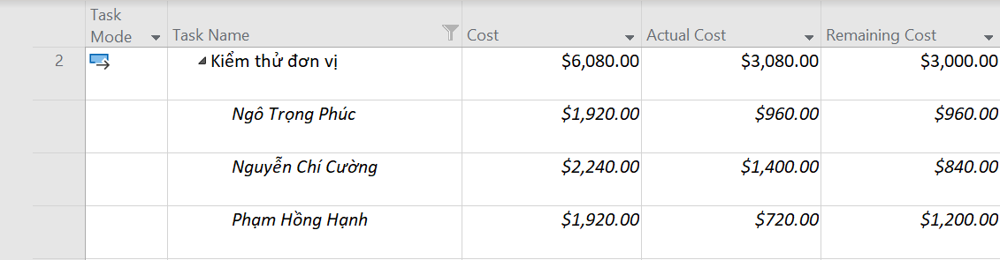 Task
Mode Task Name Cost Actual Cost Remaining Cost
2 Kiểm thử đơn vị $6,080.00 $3,080.00 $3,000.00
Ngô Trọng Phúc $1,920.00 $960.00 $960.00
Nguyễn Chí Cường $2,240.00 $1,400.00 $840.00
Phạm Hồng Hạnh $1,920.00 $720.00 $1,200.00